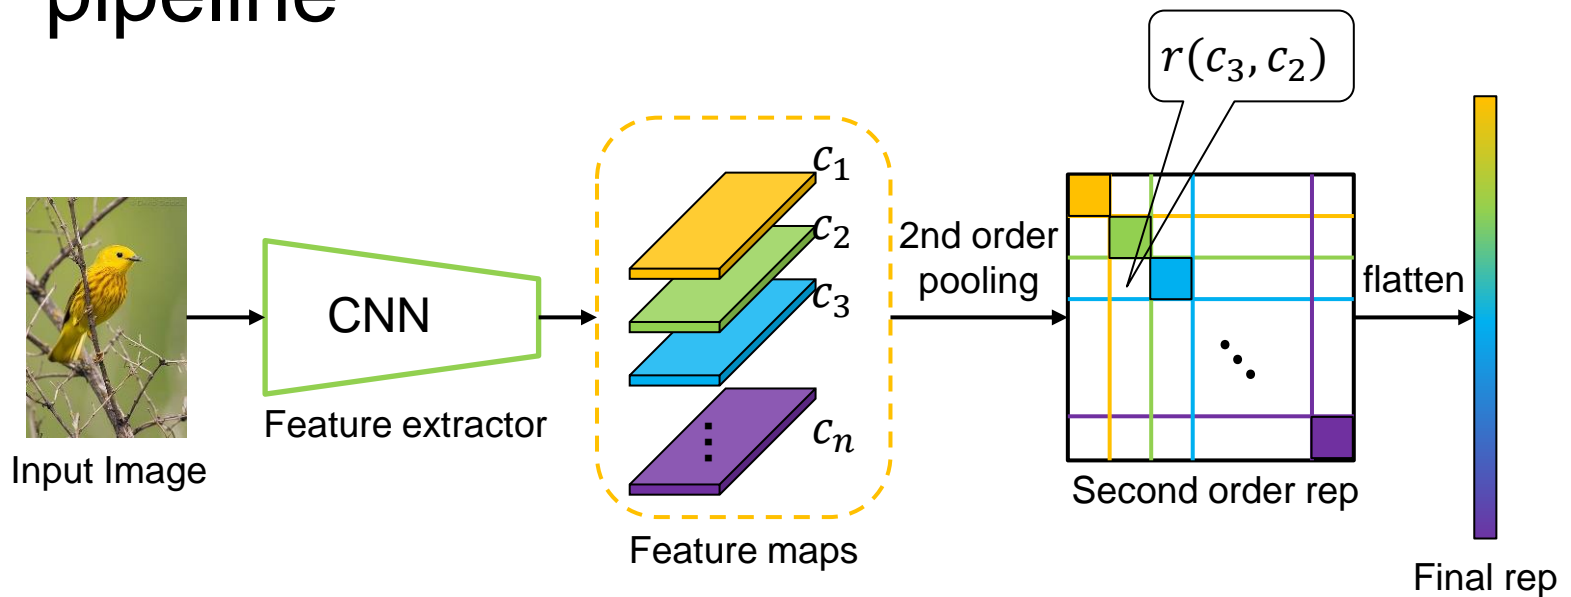 pipeline
r(c₃, c₂)
c₁
c₂
c₃
cₙ
2nd order
pooling
flatten
CNN
Feature extractor
Input Image
Feature maps
Second order rep
Final rep